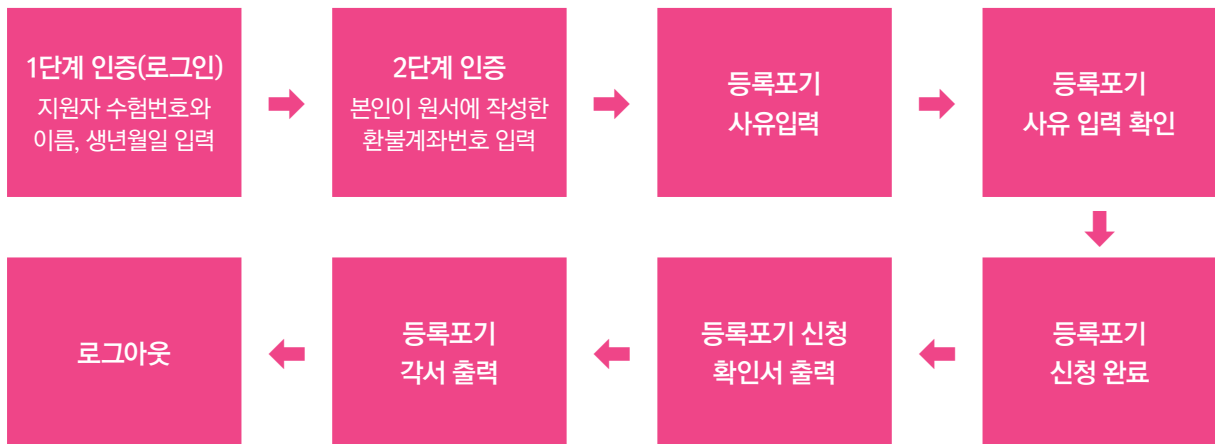 1단계 인증(로그인)
지원자 수험번호와
이름, 생년월일 입력
2단계 인증
본인이 원서에 작성한
환불계좌번호 입력
등록포기
사유입력
등록포기
사유 입력 확인
등록포기
신청 완료
등록포기 신청
확인서 출력
등록포기
각서 출력
로그아웃